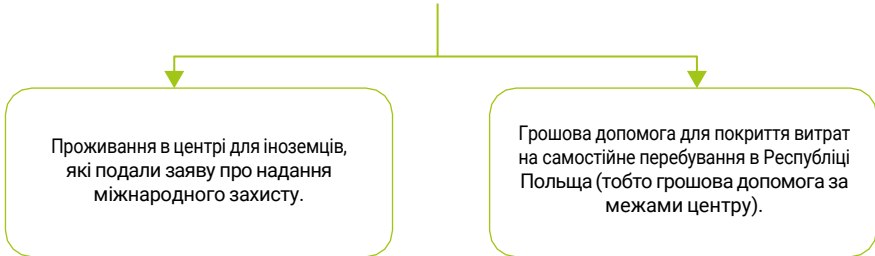 Проживання в центрі для іноземців,
які подали заяву про надання
міжнародного захисту.
Грошова допомога для покриття витрат
на самостійне перебування в Республіці
Польща (тобто грошова допомога за
межами центру).